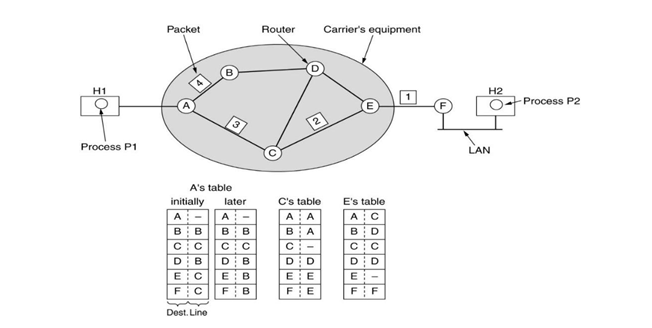 Packet Router Carrier's equipment
B D
4
H1 1 H2
A E F Process P2
3 2
Process P1 C LAN
A's table
initially later C's table E's table
A – A – A A A C
B B B B B A B D
C C C C C – C C
D B D B D D D D
E C E B E E E –
F C F B F E F F
Dest. Line